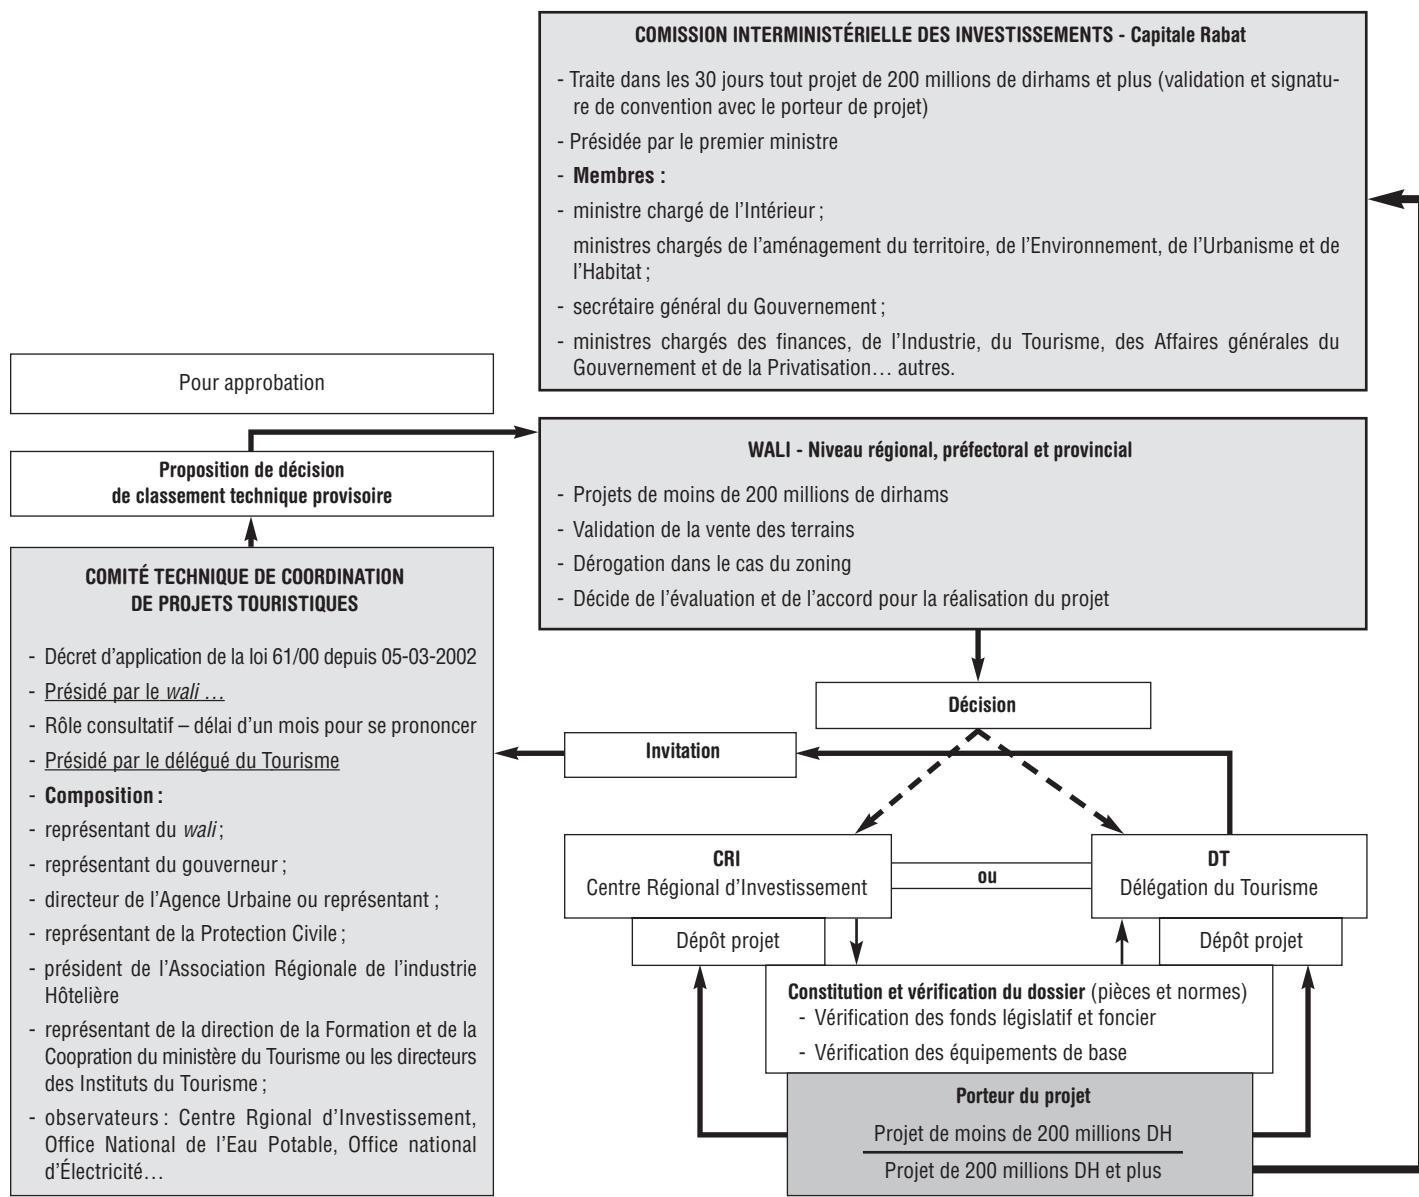 COMISSION INTERMINISTÉRIELLE DES INVESTISSEMENTS - Capitale Rabat
- Traite dans les 30 jours tout projet de 200 millions de dirhams et plus (validation et signatu-
re de convention avec le porteur de projet)
- Présidée par le premier ministre
- Membres :
- ministre chargé de l'Intérieur ;
ministres chargés de l'aménagement du territoire, de l'Environnement, de l'Urbanisme et de
l'Habitat ;
- secrétaire général du Gouvernement ;
- ministres chargés des finances, de l'Industrie, du Tourisme, des Affaires générales du
Gouvernement et de la Privatisation… autres.
Pour approbation
Proposition de décision
de classement technique provisoire
WALI - Niveau régional, préfectoral et provincial
- Projets de moins de 200 millions de dirhams
- Validation de la vente des terrains
- Dérogation dans le cas du zoning
- Décide de l'évaluation et de l'accord pour la réalisation du projet
COMITÉ TECHNIQUE DE COORDINATION
DE PROJETS TOURISTIQUES
- Décret d'application de la loi 61/00 depuis 05-03-2002
- Présidé par le wali …
- Rôle consultatif – délai d'un mois pour se prononcer
- Présidé par le délégué du Tourisme
- Composition :
- représentant du wali ;
- représentant du gouverneur ;
- directeur de l'Agence Urbaine ou représentant ;
- représentant de la Protection Civile ;
- président de l'Association Régionale de l'industrie
Hôtelière
- représentant de la direction de la Formation et de la
Coopration du ministère du Tourisme ou les directeurs
des Instituts du Tourisme ;
- observateurs : Centre Rgional d'Investissement,
Office National de l'Eau Potable, Office national
d'Électricité…
Décision
Invitation
CRI
Centre Régional d'Investissement
ou
DT
Délégation du Tourisme
Dépôt projet
Dépôt projet
Constitution et vérification du dossier (pièces et normes)
- Vérification des fonds législatif et foncier
- Vérification des équipements de base
Porteur du projet
Projet de moins de 200 millions DH
Projet de 200 millions DH et plus